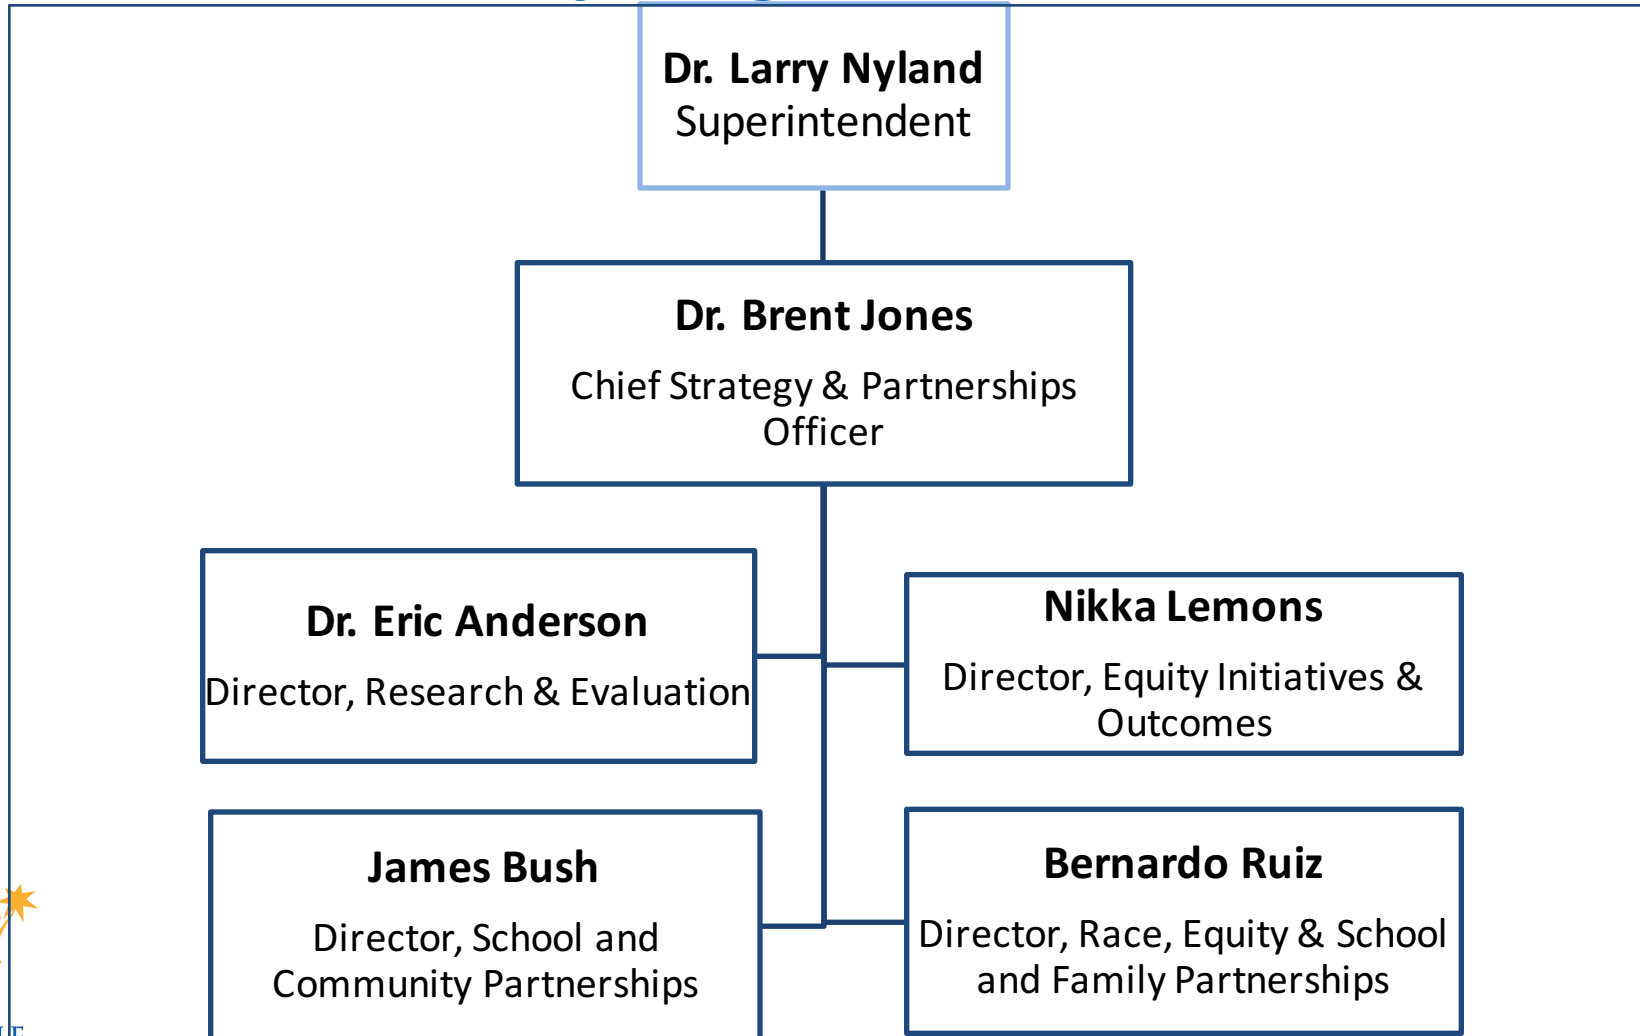 Dr. Larry Nyland
Superintendent
Dr. Brent Jones
Chief Strategy & Partnerships
Officer
Dr. Eric Anderson
Director, Research & Evaluation
Nikka Lemons
Director, Equity Initiatives &
Outcomes
James Bush
Director, School and
Community Partnerships
Bernardo Ruiz
Director, Race, Equity & School
and Family Partnerships